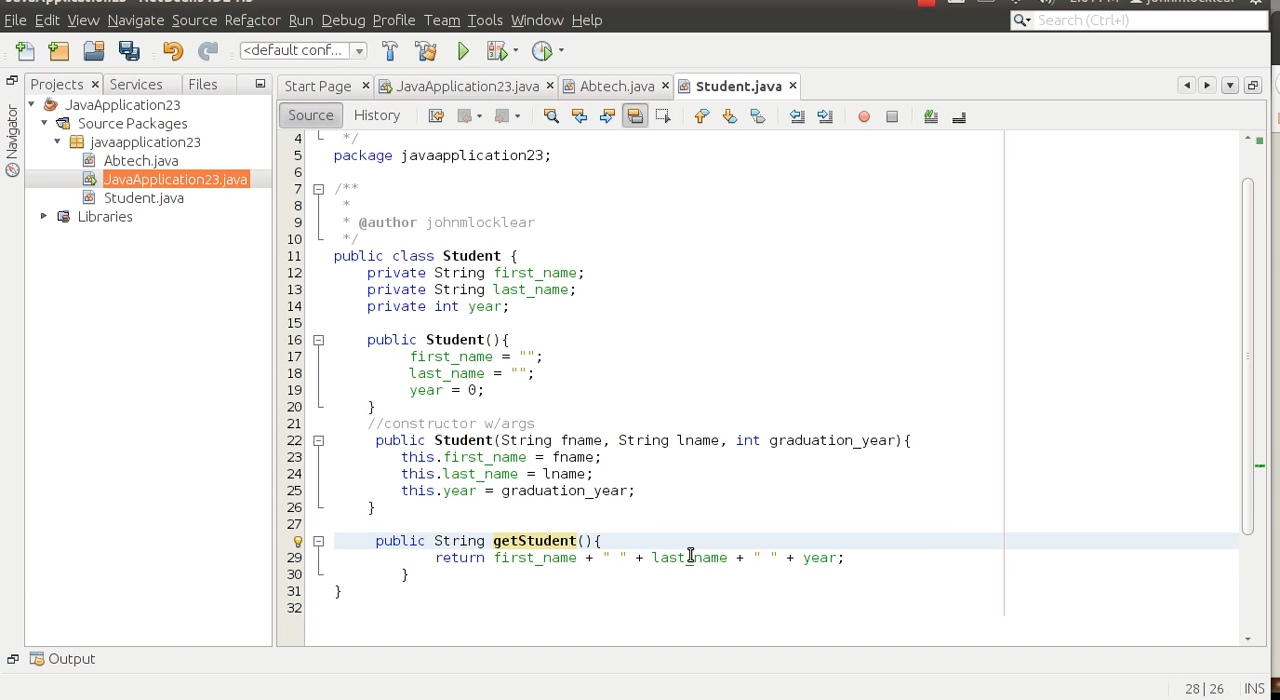 File Edit View Navigate Source Refactor Run Debug Profile Team Tools Window Help
Search (Ctrl+I)
<default conf...
Projects Services Files
Start Page JavaApplication23.java Abtech.java Student.java
Navigator
JavaApplication23
Source Packages
javaapplication23
Abtech.java
JavaApplication23.java
Student.java
Libraries
Source History
4 */
5 package javaapplication23;
6
7 /**
8 *
9 * @author johnmlocklear
10 */
11 public class Student {
12 private String first_name;
13 private String last_name;
14 private int year;
15
16 public Student(){
17 first_name = "";
18 last_name = "";
19 year = 0;
20 }
21 //constructor w/args
22 public Student(String fname, String lname, int graduation_year){
23 this.first_name = fname;
24 this.last_name = lname;
25 this.year = graduation_year;
26 }
27
public String getStudent(){
29 return first_name + " " + last_name + " " + year;
30 }
31 }
32
Output
28|26 INS